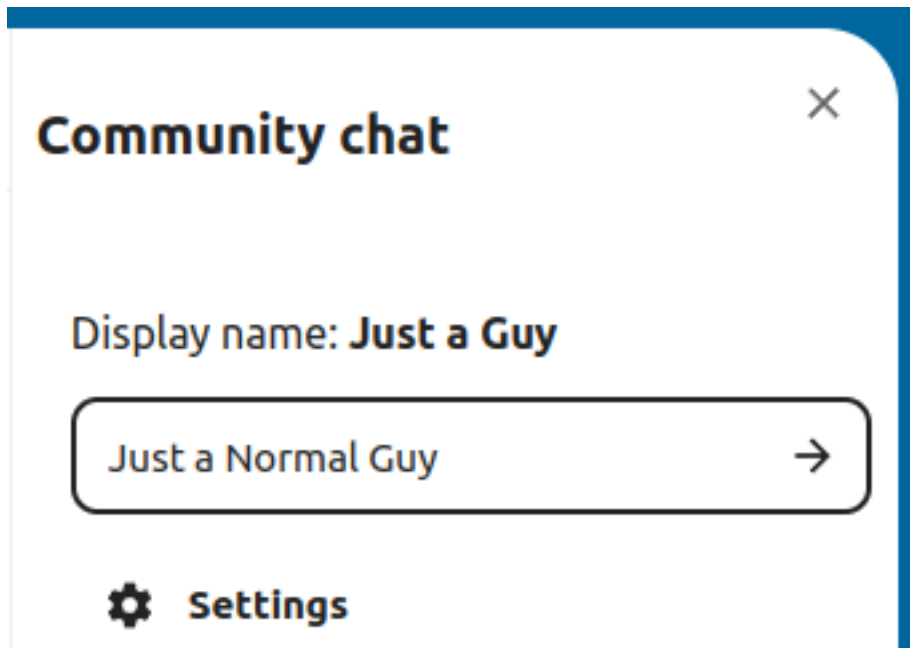 Community chat
Display name: Just a Guy
Just a Normal Guy
Settings